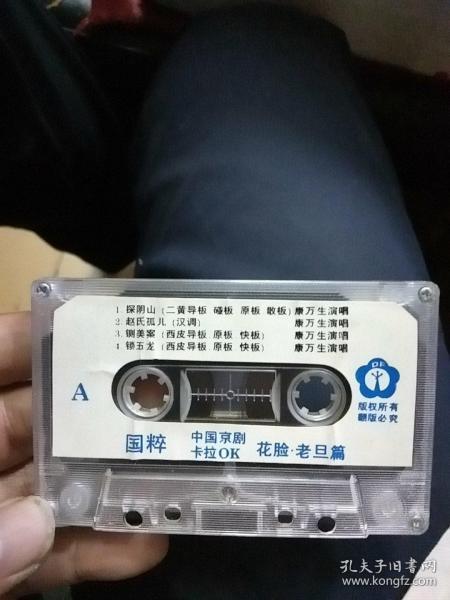 1.探阴山(二黄导板 碰板 原板 散板) 康万生演唱
2.赵氏孤儿(汉调) 康万生演唱
3.铡美案(西皮导板 原板 快板) 康万生演唱
4.锁五龙(西皮导板 原板 快板) 康万生演唱
A
DF
版权所有
翻版必究
国粹 中国京剧
卡拉OK 花脸·老旦篇
孔夫子旧书网
www.kongfz.com